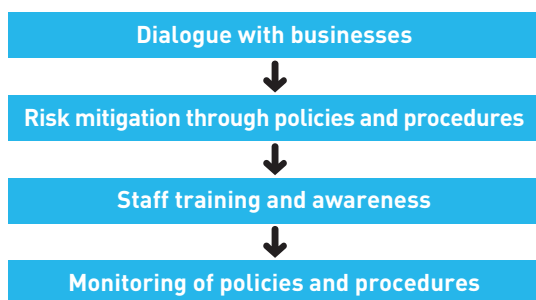 Dialogue with businesses
Risk mitigation through policies and procedures
Staff training and awareness
Monitoring of policies and procedures